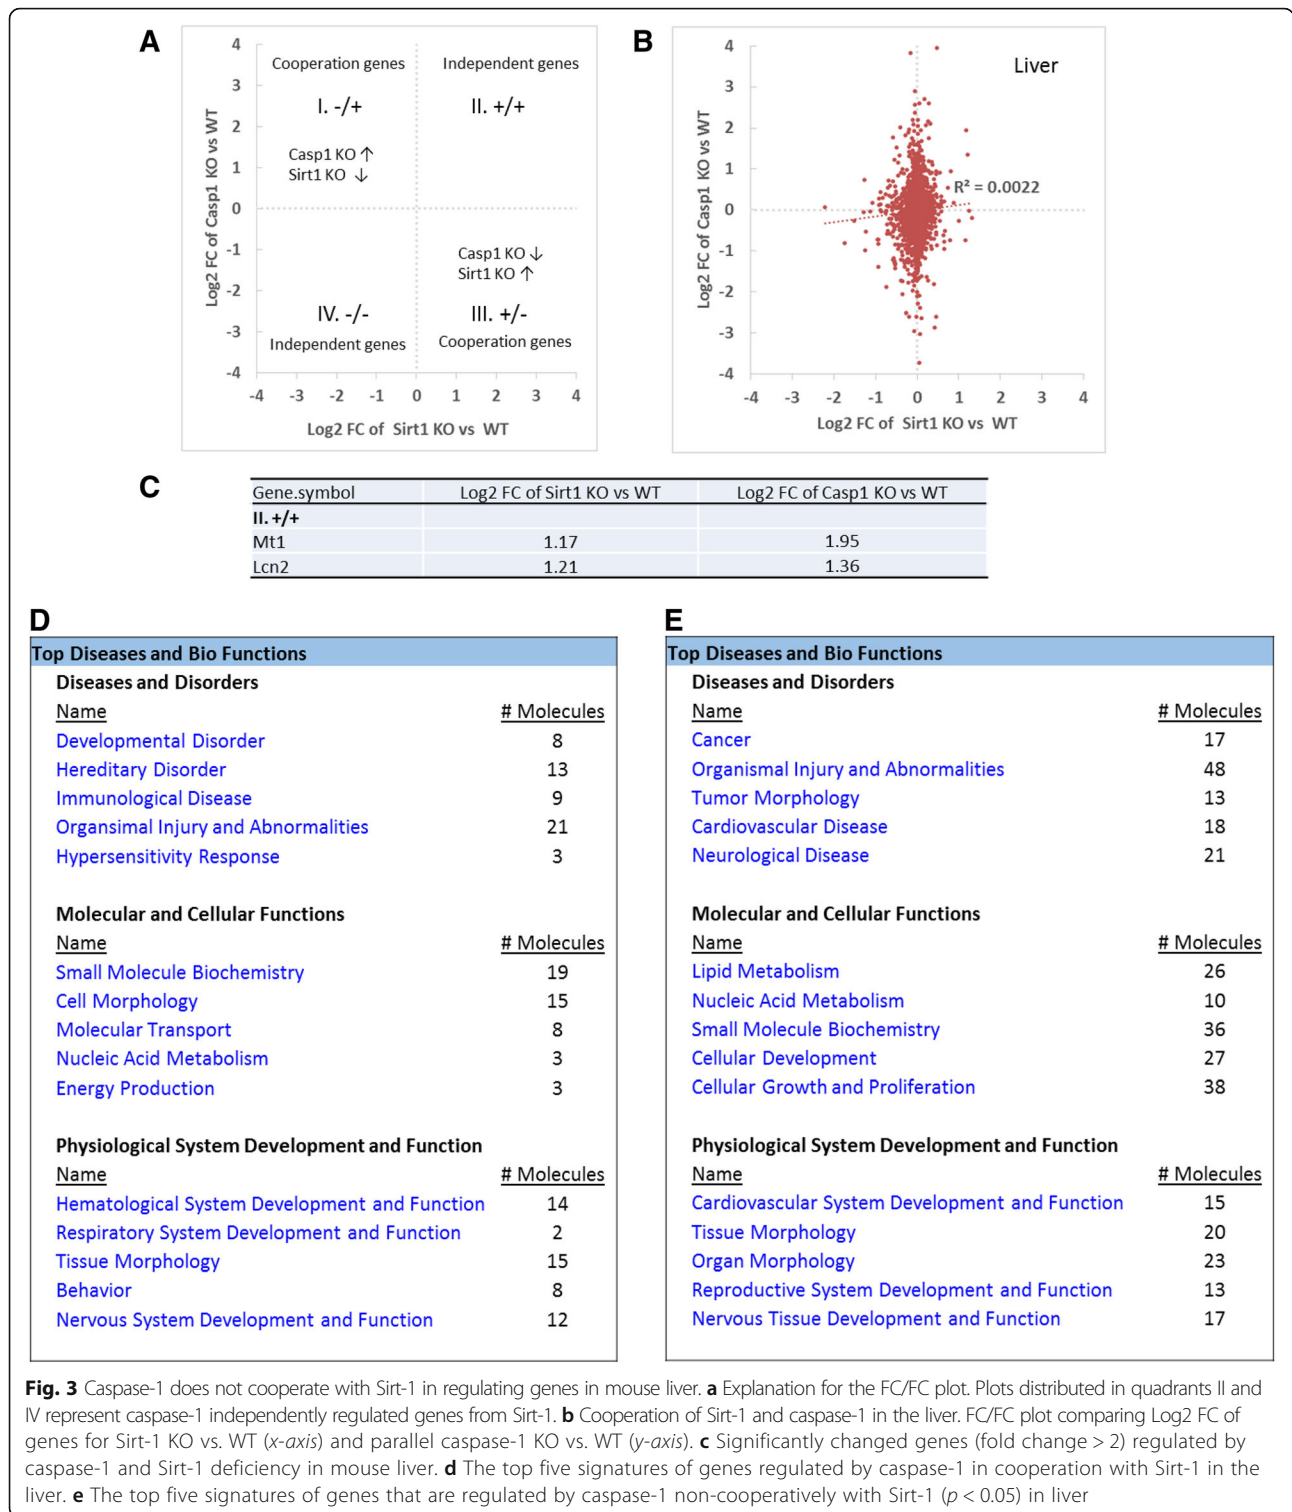 A
4
3
2
1
0
-1
-2
-3
-4
Log2 FC of Casp1 KO vs WT
Cooperation genes
Independent genes
I. -/+
II. +/+
Casp1 KO ↑
Sirt1 KO ↓
Casp1 KO ↓
Sirt1 KO ↑
IV. -/-
III. +/-
Independent genes
Cooperation genes
-4 -3 -2 -1 0 1 2 3 4
Log2 FC of Sirt1 KO vs WT
B
4
3
2
1
0
-1
-2
-3
-4
Log2 FC of Casp1 KO vs WT
Liver
R² = 0.0022
-4 -3 -2 -1 0 1 2 3 4
Log2 FC of Sirt1 KO vs WT
C
Gene.symbol Log2 FC of Sirt1 KO vs WT Log2 FC of Casp1 KO vs WT
II. +/+
Mt1 1.17 1.95
Lcn2 1.21 1.36
D
Top Diseases and Bio Functions
Diseases and Disorders
Name # Molecules
Developmental Disorder 8
Hereditary Disorder 13
Immunological Disease 9
Organsimal Injury and Abnormalities 21
Hypersensitivity Response 3
Molecular and Cellular Functions
Name # Molecules
Small Molecule Biochemistry 19
Cell Morphology 15
Molecular Transport 8
Nucleic Acid Metabolism 3
Energy Production 3
Physiological System Development and Function
Name # Molecules
Hematological System Development and Function 14
Respiratory System Development and Function 2
Tissue Morphology 15
Behavior 8
Nervous System Development and Function 12
E
Top Diseases and Bio Functions
Diseases and Disorders
Name # Molecules
Cancer 17
Organismal Injury and Abnormalities 48
Tumor Morphology 13
Cardiovascular Disease 18
Neurological Disease 21
Molecular and Cellular Functions
Name # Molecules
Lipid Metabolism 26
Nucleic Acid Metabolism 10
Small Molecule Biochemistry 36
Cellular Development 27
Cellular Growth and Proliferation 38
Physiological System Development and Function
Name # Molecules
Cardiovascular System Development and Function 15
Tissue Morphology 20
Organ Morphology 23
Reproductive System Development and Function 13
Nervous Tissue Development and Function 17
Fig. 3 Caspase-1 does not cooperate with Sirt-1 in regulating genes in mouse liver. a Explanation for the FC/FC plot. Plots distributed in quadrants II and
IV represent caspase-1 independently regulated genes from Sirt-1. b Cooperation of Sirt-1 and caspase-1 in the liver. FC/FC plot comparing Log2 FC of
genes for Sirt-1 KO vs. WT (x-axis) and parallel caspase-1 KO vs. WT (y-axis). c Significantly changed genes (fold change > 2) regulated by
caspase-1 and Sirt-1 deficiency in mouse liver. d The top five signatures of genes regulated by caspase-1 in cooperation with Sirt-1 in the
liver. e The top five signatures of genes that are regulated by caspase-1 non-cooperatively with Sirt-1 (p < 0.05) in liver